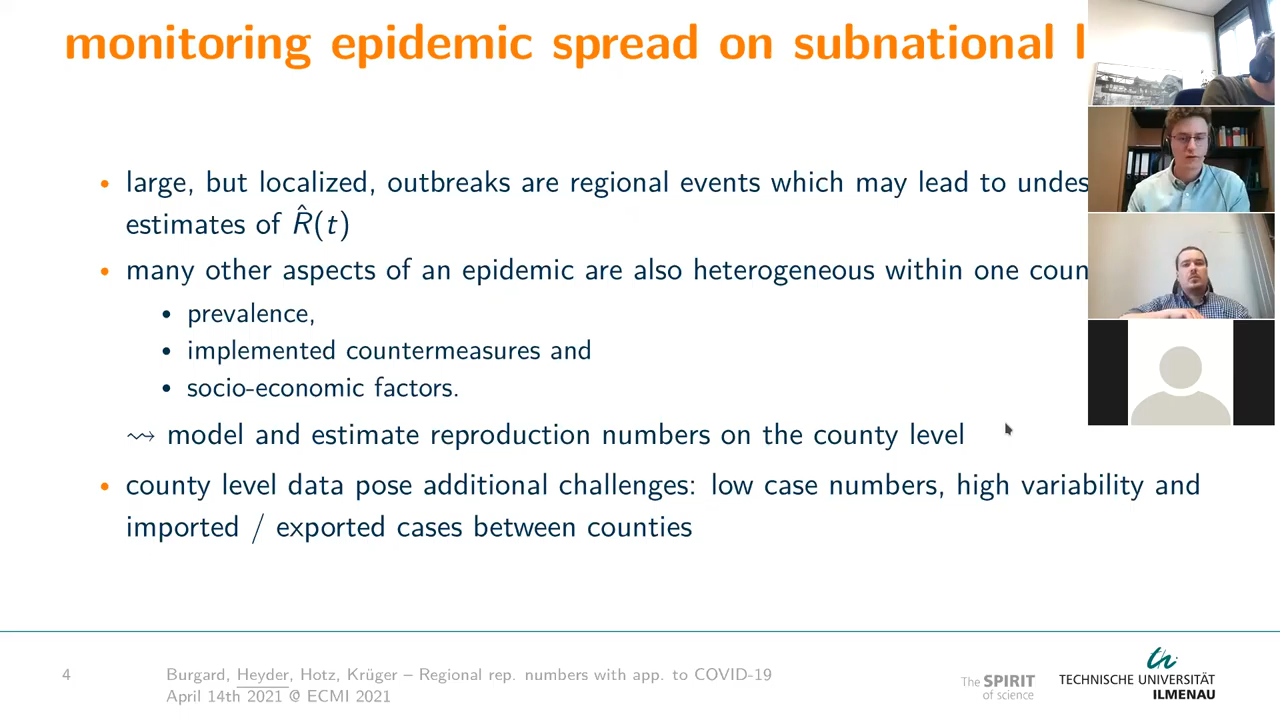 monitoring epidemic spread on subnational
• large, but localized, outbreaks are regional events which may lead to
estimates of R̂(t)
• many other aspects of an epidemic are also heterogeneous within one
• prevalence,
• implemented countermeasures and
• socio-economic factors.
⇝ model and estimate reproduction numbers on the county level
• county level data pose additional challenges: low case numbers, high variability and
imported / exported cases between counties
4
Burgard, Heyder, Hotz, Krüger – Regional rep. numbers with app. to COVID-19
April 14th 2021 @ ECMI 2021
The SPIRIT
of science
th
TECHNISCHE UNIVERSITÄT
ILMENAU